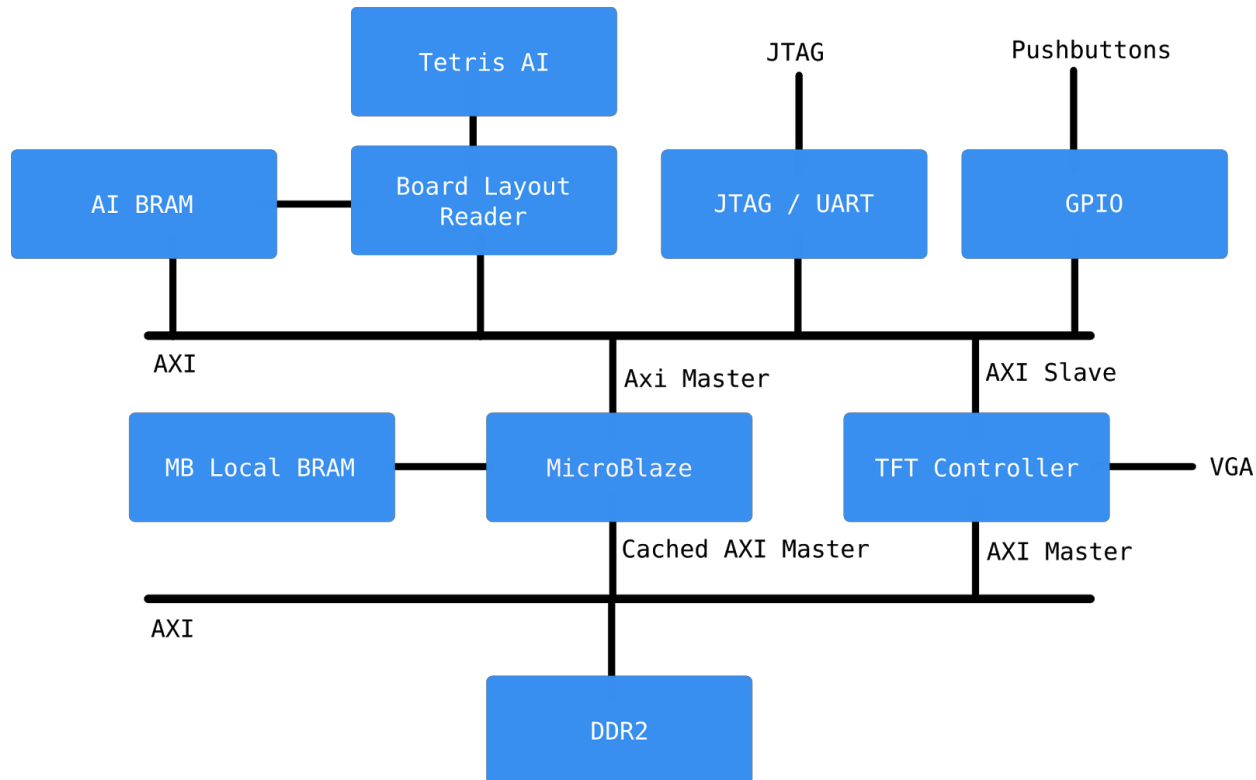 Tetris AI
JTAG
Pushbuttons
AI BRAM
Board Layout
Reader
JTAG / UART
GPIO
AXI
Axi Master
AXI Slave
MB Local BRAM
MicroBlaze
TFT Controller
VGA
Cached AXI Master
AXI Master
AXI
DDR2